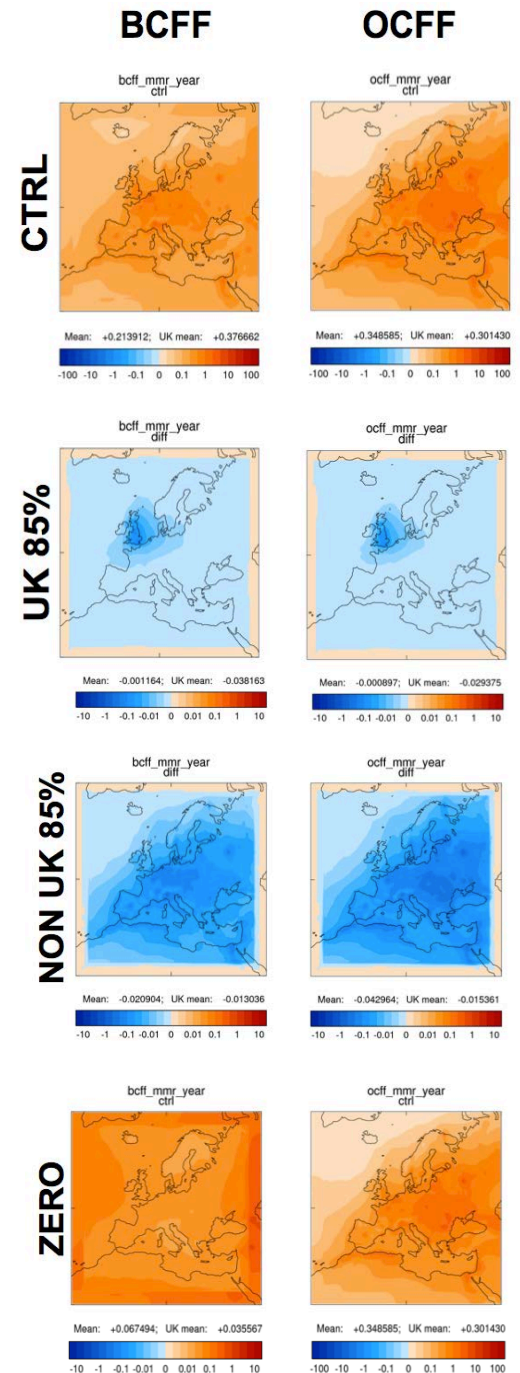 BCFF OCFF
CTRL
bcff_mmr_year
ctrl
ocff_mmr_year
ctrl
Mean: +0.213912; UK mean: +0.376662
Mean: +0.348585; UK mean: +0.301430
-100 -10 -1 -0.1 0 0.1 1 10 100
-100 -10 -1 -0.1 0 0.1 1 10 100
UK 85%
bcff_mmr_year
diff
ocff_mmr_year
diff
Mean: -0.001164; UK mean: -0.038163
Mean: -0.000897; UK mean: -0.029375
-10 -1 -0.1 -0.01 0 0.01 0.1 1 10
-10 -1 -0.1 -0.01 0 0.01 0.1 1 10
NON UK 85%
bcff_mmr_year
diff
ocff_mmr_year
diff
Mean: -0.020904; UK mean: -0.013036
Mean: -0.042964; UK mean: -0.015361
-10 -1 -0.1 -0.01 0 0.01 0.1 1 10
-10 -1 -0.1 -0.01 0 0.01 0.1 1 10
ZERO
bcff_mmr_year
ctrl
ocff_mmr_year
ctrl
Mean: +0.067494; UK mean: +0.035567
Mean: +0.348585; UK mean: +0.301430
-10 -1 -0.1 -0.01 0 0.01 0.1 1 10
-100 -10 -1 -0.1 0 0.1 1 10 100